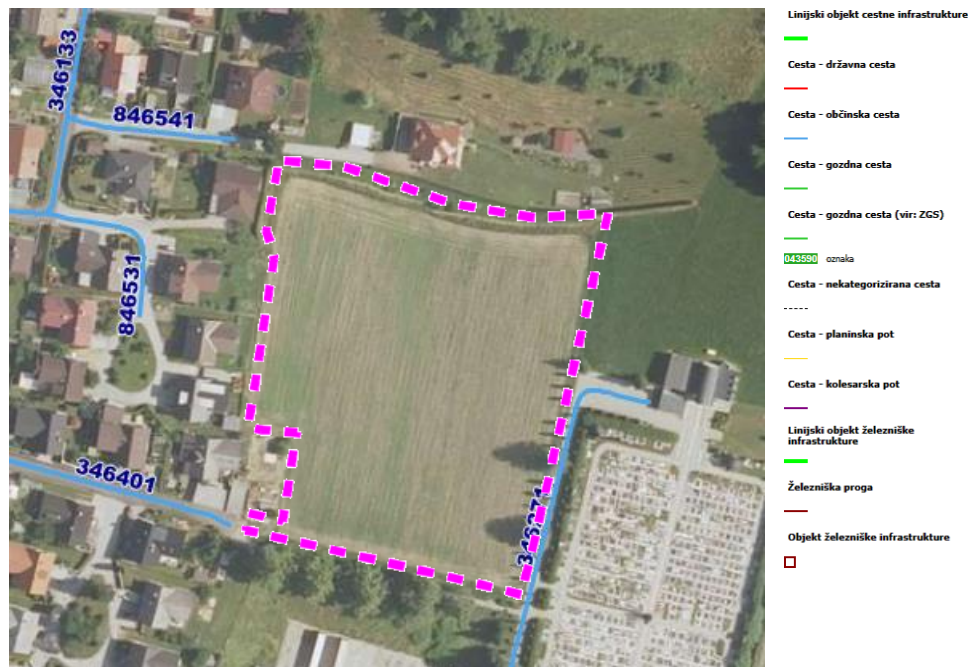 346133
846541
846531
346401
346271
Linijski objekt cestne infrastrukture
Cesta - državna cesta
Cesta - občinska cesta
Cesta - gozdna cesta
Cesta - gozdna cesta (vir: ZGS)
043590 oznaka
Cesta - nekategorizirana cesta
Cesta - planinska pot
Cesta - kolesarska pot
Linijski objekt železniške
infrastrukture
Železniška proga
Objekt železniške infrastrukture